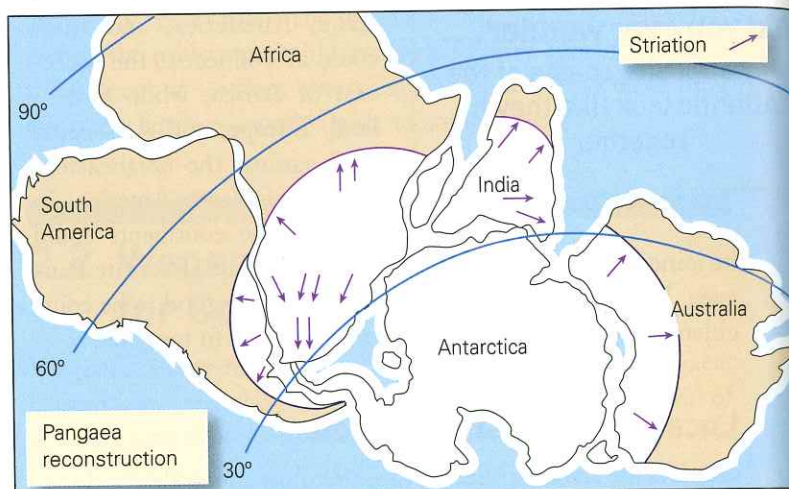 Africa
Striation
90°
India
South
America
Australia
Antarctica
60°
Pangaea
reconstruction
30°